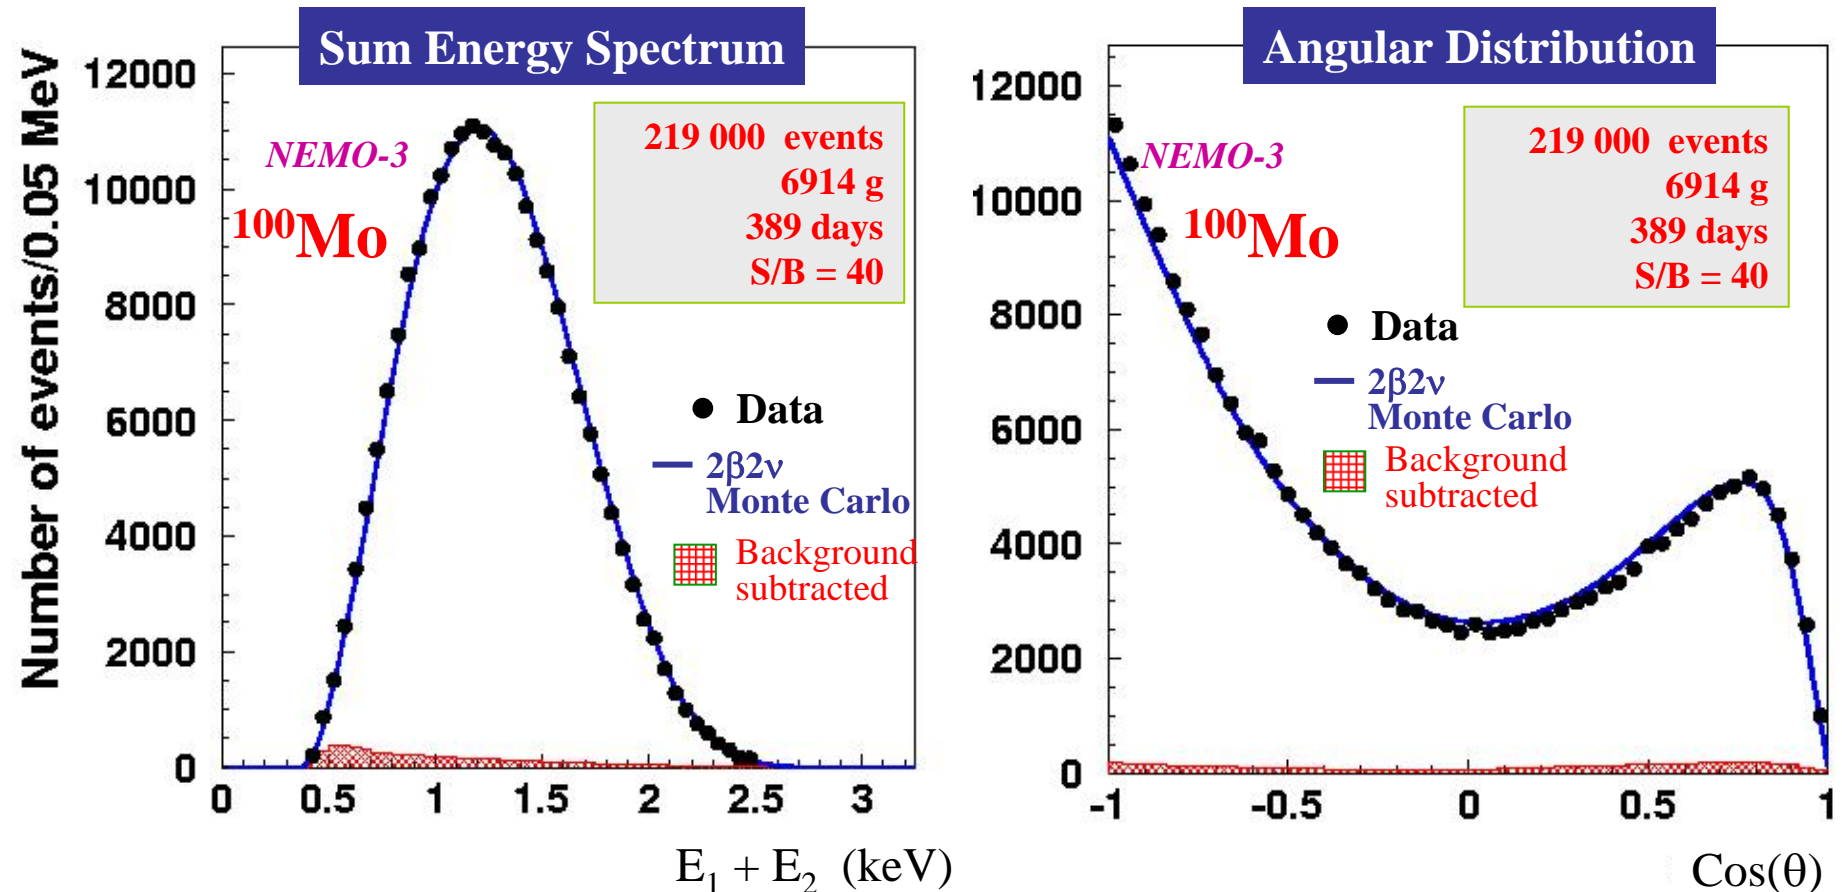 Sum Energy Spectrum
Number of events/0.05 MeV
12000
10000
8000
6000
4000
2000
0
NEMO-3
¹⁰⁰Mo
219 000 events
6914 g
389 days
S/B = 40
Data
2β2ν
Monte Carlo
Background
subtracted
0 0.5 1 1.5 2 2.5 3
E₁ + E₂ (keV)
Angular Distribution
12000
10000
8000
6000
4000
2000
0
NEMO-3
¹⁰⁰Mo
219 000 events
6914 g
389 days
S/B = 40
Data
2β2ν
Monte Carlo
Background
subtracted
-1 -0.5 0 0.5 1
Cos(θ)